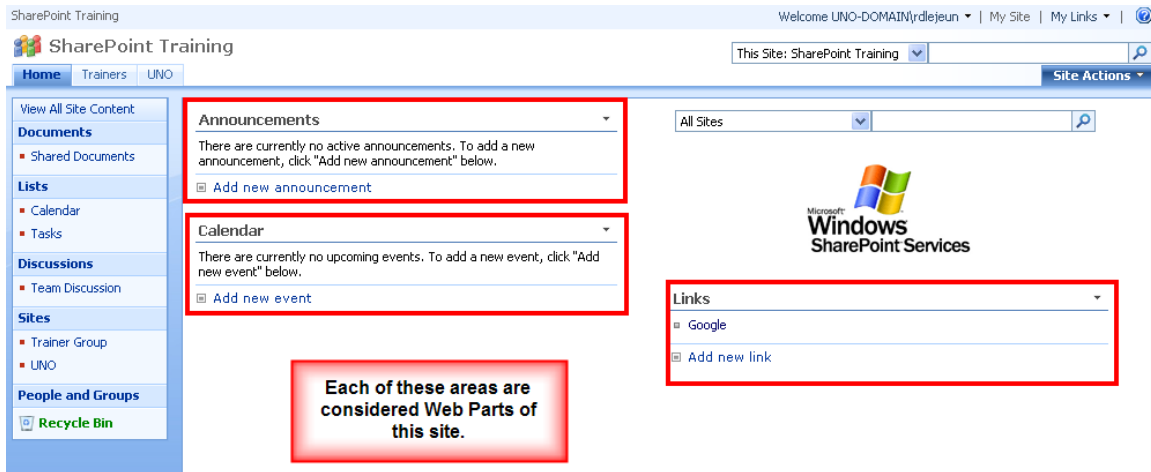 SharePoint Training
Welcome UNO-DOMAIN\rdlejeun | My Site | My Links |
SharePoint Training
This Site: SharePoint Training
Home Trainers UNO
Site Actions
View All Site Content
Documents
Shared Documents
Lists
Calendar
Tasks
Discussions
Team Discussion
Sites
Trainer Group
UNO
People and Groups
Recycle Bin
Announcements
There are currently no active announcements. To add a new
announcement, click "Add new announcement" below.
Add new announcement
Calendar
There are currently no upcoming events. To add a new event, click "Add
new event" below.
Add new event
Each of these areas are
considered Web Parts of
this site.
All Sites
Microsoft
Windows
SharePoint Services
Links
Google
Add new link